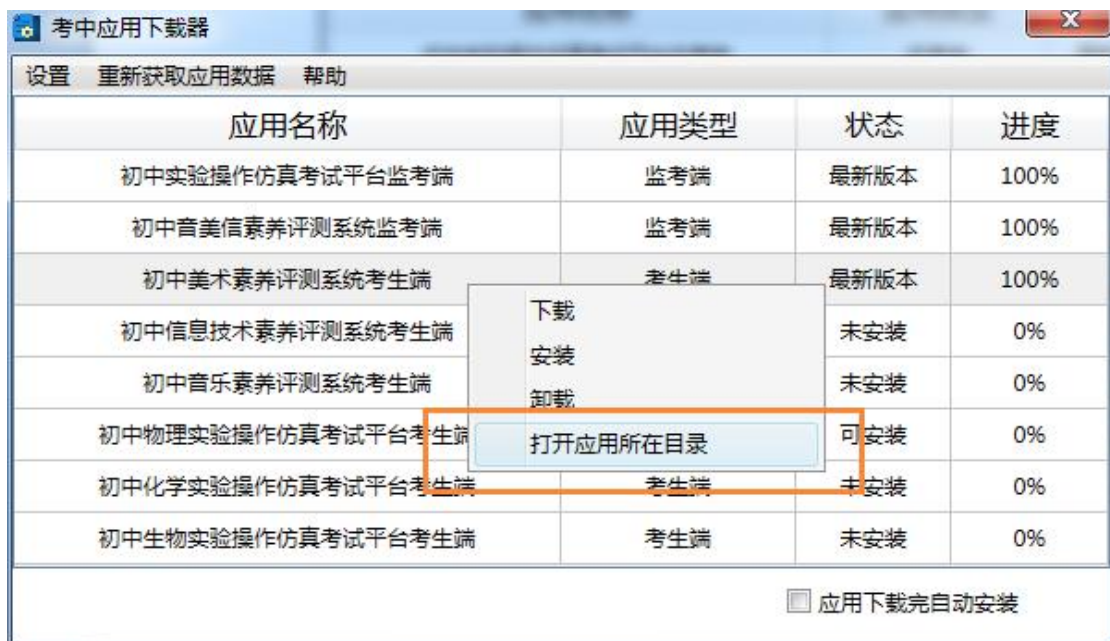 考中应用下载器
设置 重新获取应用数据 帮助
应用名称 应用类型 状态 进度
初中实验操作仿真考试平台监考端 监考端 最新版本 100%
初中音美信素养评测系统监考端 监考端 最新版本 100%
初中美术素养评测系统考生端 考生端 最新版本 100%
下载
初中信息技术素养评测系统考生端 未安装 0%
安装
初中音乐素养评测系统考生端 未安装 0%
卸载
初中物理实验操作仿真考试平台考生端 可安装 0%
打开应用所在目录
初中化学实验操作仿真考试平台考生端 考生端 未安装 0%
初中生物实验操作仿真考试平台考生端 考生端 未安装 0%
应用下载完自动安装